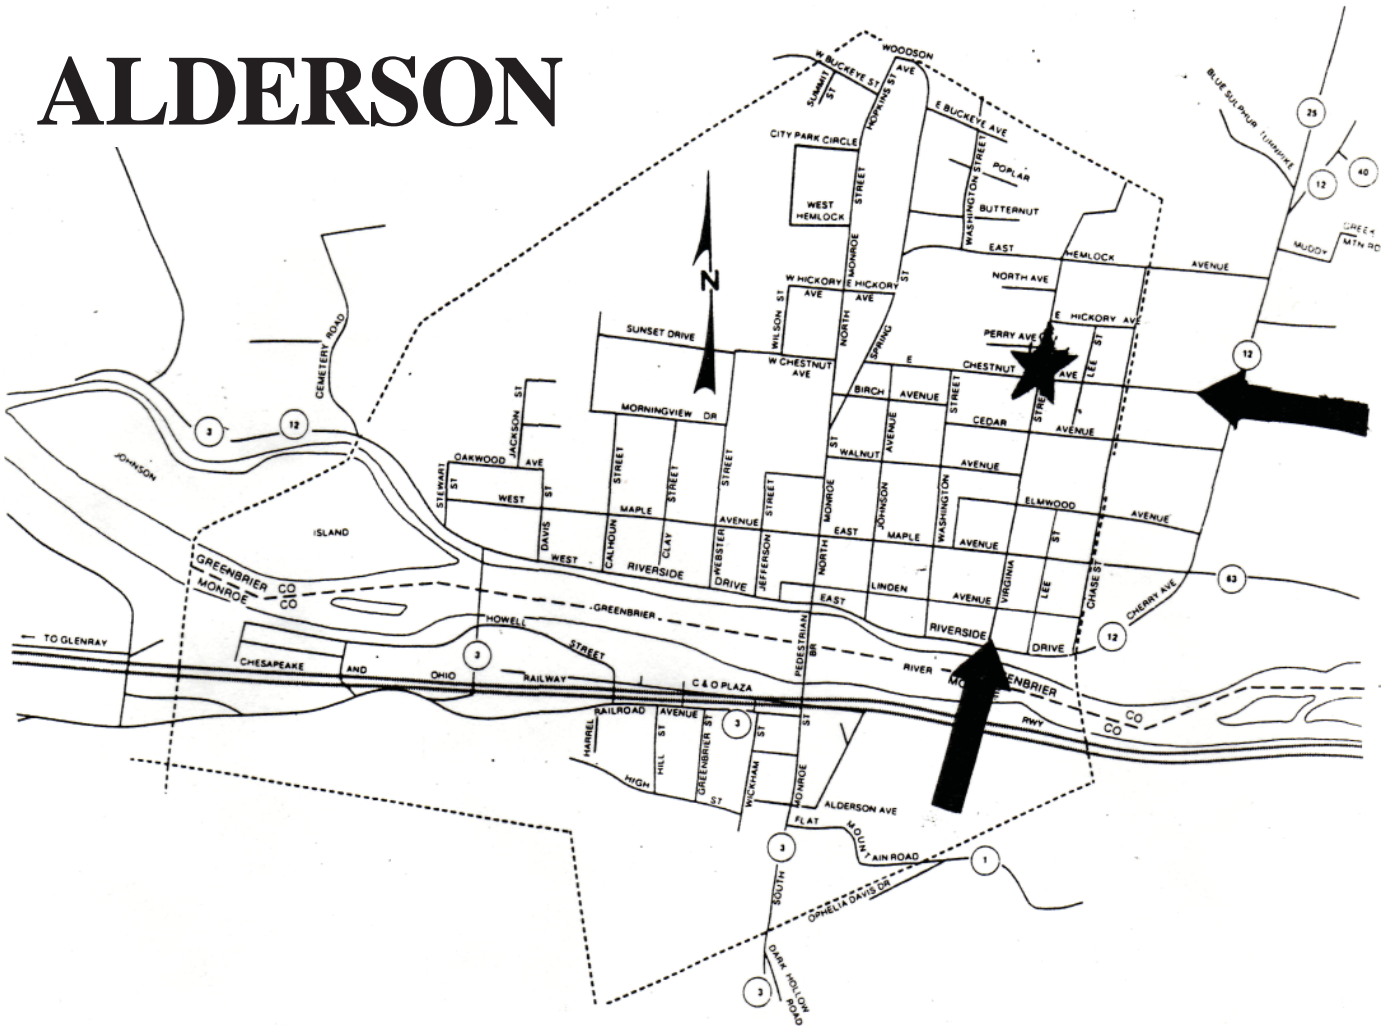 ALDERSON
WOODSON
AVE
W BUCKEYE ST
SUMMIT
ST
HOPKINS ST
E BUCKEYE AVE
CITY PARK CIRCLE
POPLAR
WASHINGTON STREET
BUTTERNUT
WEST
HEMLOCK
STREET
MONROE
NORTH
EAST
HEMLOCK
AVENUE
BLUE SULPHUR TURNPIKE
25
40
12
MUDDY
CREEK
MTN RD
N
NORTH AVE
W HICKORY
AVE
E HICKORY
AVE
ST
SPRING
WILSON ST
E HICKORY AVE
PERRY AVE
LEE ST
SUNSET DRIVE
W CHESTNUT
AVE
E
CHESTNUT
AVE
12
CEMETERY ROAD
BIRCH AVENUE
STREET
MORNINGVIEW DR
JACKSON ST
CEDAR AVENUE
3
12
JOHNSON
ISLAND
OAKWOOD AVE
STEWART ST
WALNUT AVENUE
WEST MAPLE AVENUE
EAST MAPLE AVENUE
ELMWOOD AVENUE
DAVIS ST
CALHOUN STREET
CLAY STREET
WEBSTER STREET
JEFFERSON STREET
NORTH MONROE ST
JOHNSON AVENUE
WASHINGTON
VIRGINIA
LEE ST
CHASE ST
63
CHERRY AVE
WEST RIVERSIDE DRIVE
LINDEN AVENUE
EAST RIVERSIDE DRIVE
12
GREENBRIER CO
MONROE CO
GREENBRIER RIVER
PEDESTRIAN
BR
HOWELL STREET
3
TO GLENRAY
CHESAPEAKE AND OHIO RAILWAY
C & O PLAZA
GREENBRIER CO
CO
RWY
RAILROAD AVENUE
3
HARREL
HILL ST
GREENBRIER ST
WICKHAM ST
MONROE ST
HIGH ST
ALDERSON AVE
FLAT MOUNTAIN ROAD
1
3
SOUTH
OPHELIA DAVIS DR
DARK HOLLOW
ROAD
3